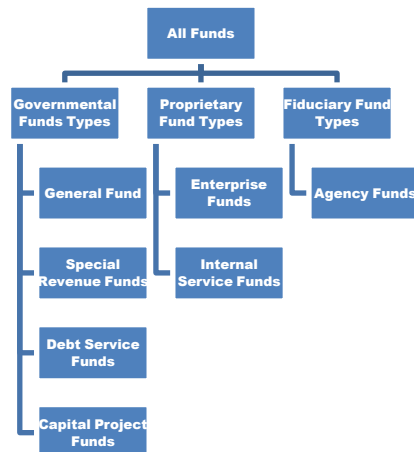 All Funds
Governmental
Funds Types
Proprietary
Fund Types
Fiduciary Fund
Types
General Fund
Enterprise
Funds
Agency Funds
Special
Revenue Funds
Internal
Service Funds
Debt Service
Funds
Capital Project
Funds